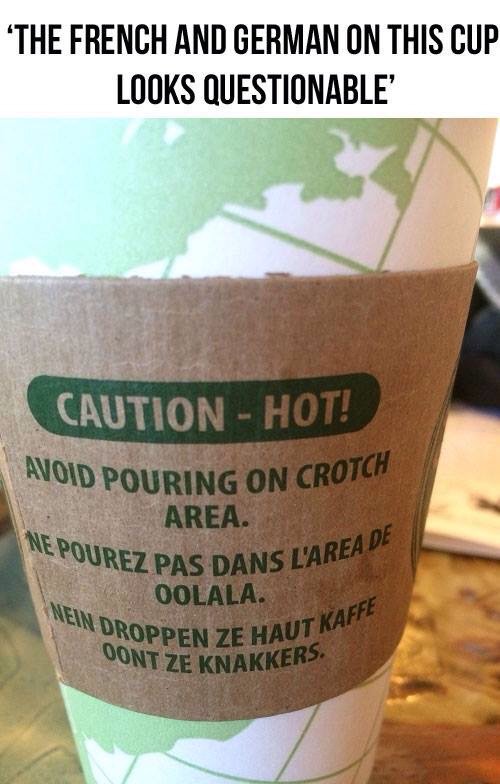 ‘THE FRENCH AND GERMAN ON THIS CUP
LOOKS QUESTIONABLE’
CAUTION - HOT!
AVOID POURING ON CROTCH
AREA.
NE POUREZ PAS DANS L'AREA DE
OOLALA.
NEIN DROPPEN ZE HAUT KAFFE
OONT ZE KNAKKERS.